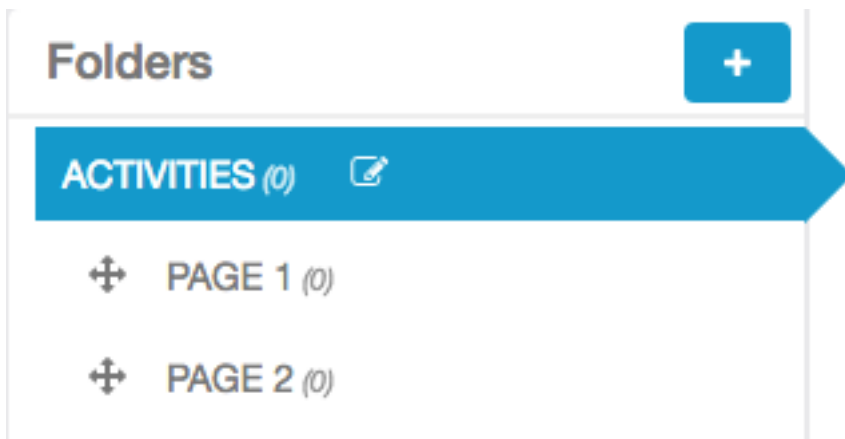 Folders
ACTIVITIES (0)
PAGE 1 (0)
PAGE 2 (0)